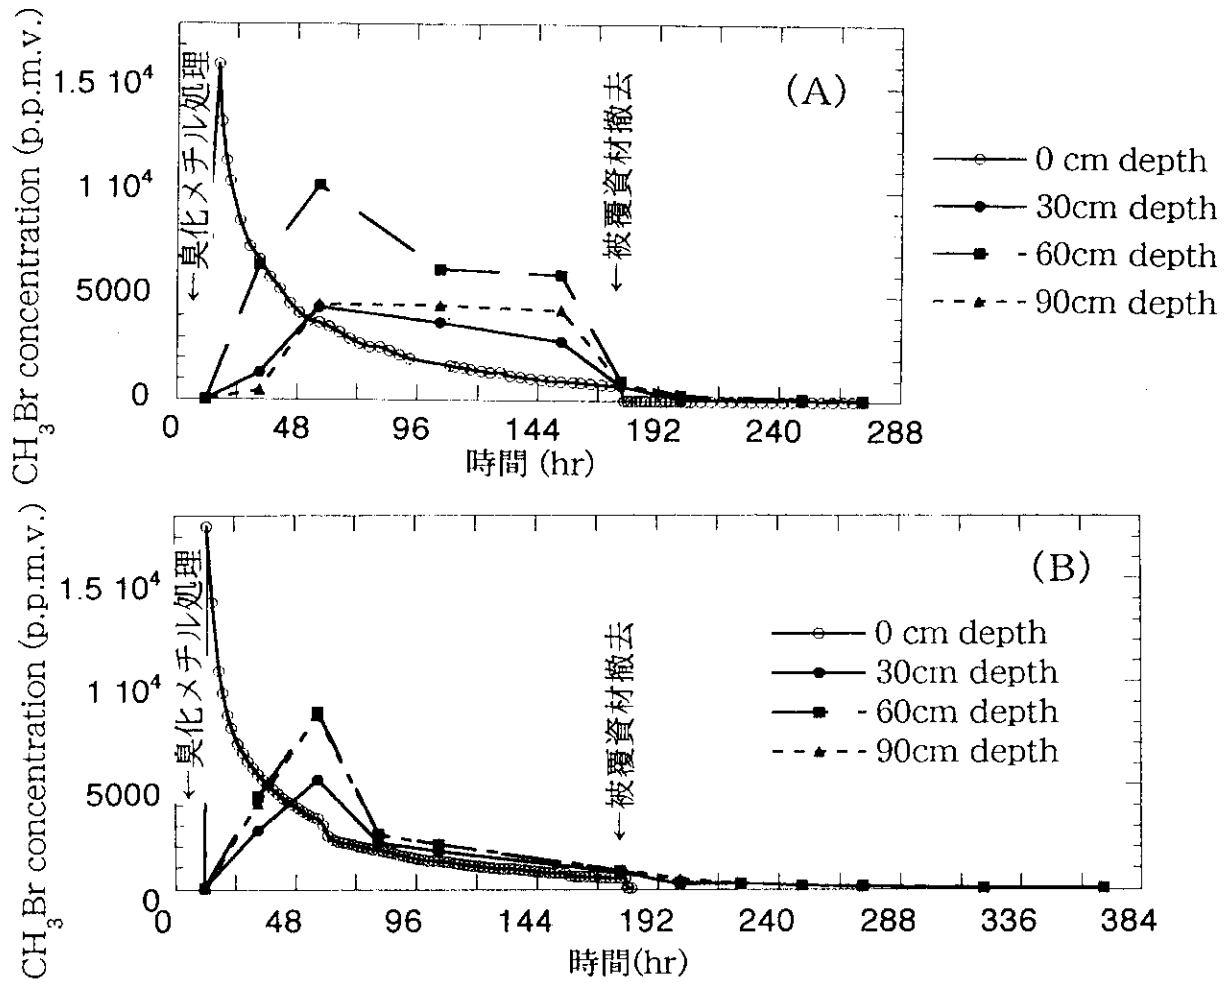 CH3Br concentration (p.p.m.v.)
1.5 10⁴
1 10⁴
5000
0
←臭化メチル処理
←被覆資材撤去
(A)
0 48 96 144 192 240 288
時間 (hr)
0 cm depth
30cm depth
60cm depth
90cm depth
CH3Br concentration (p.p.m.v.)
1.5 10⁴
1 10⁴
5000
0
←臭化メチル処理
←被覆資材撤去
(B)
0 cm depth
30cm depth
60cm depth
90cm depth
0 48 96 144 192 240 288 336 384
時間(hr)